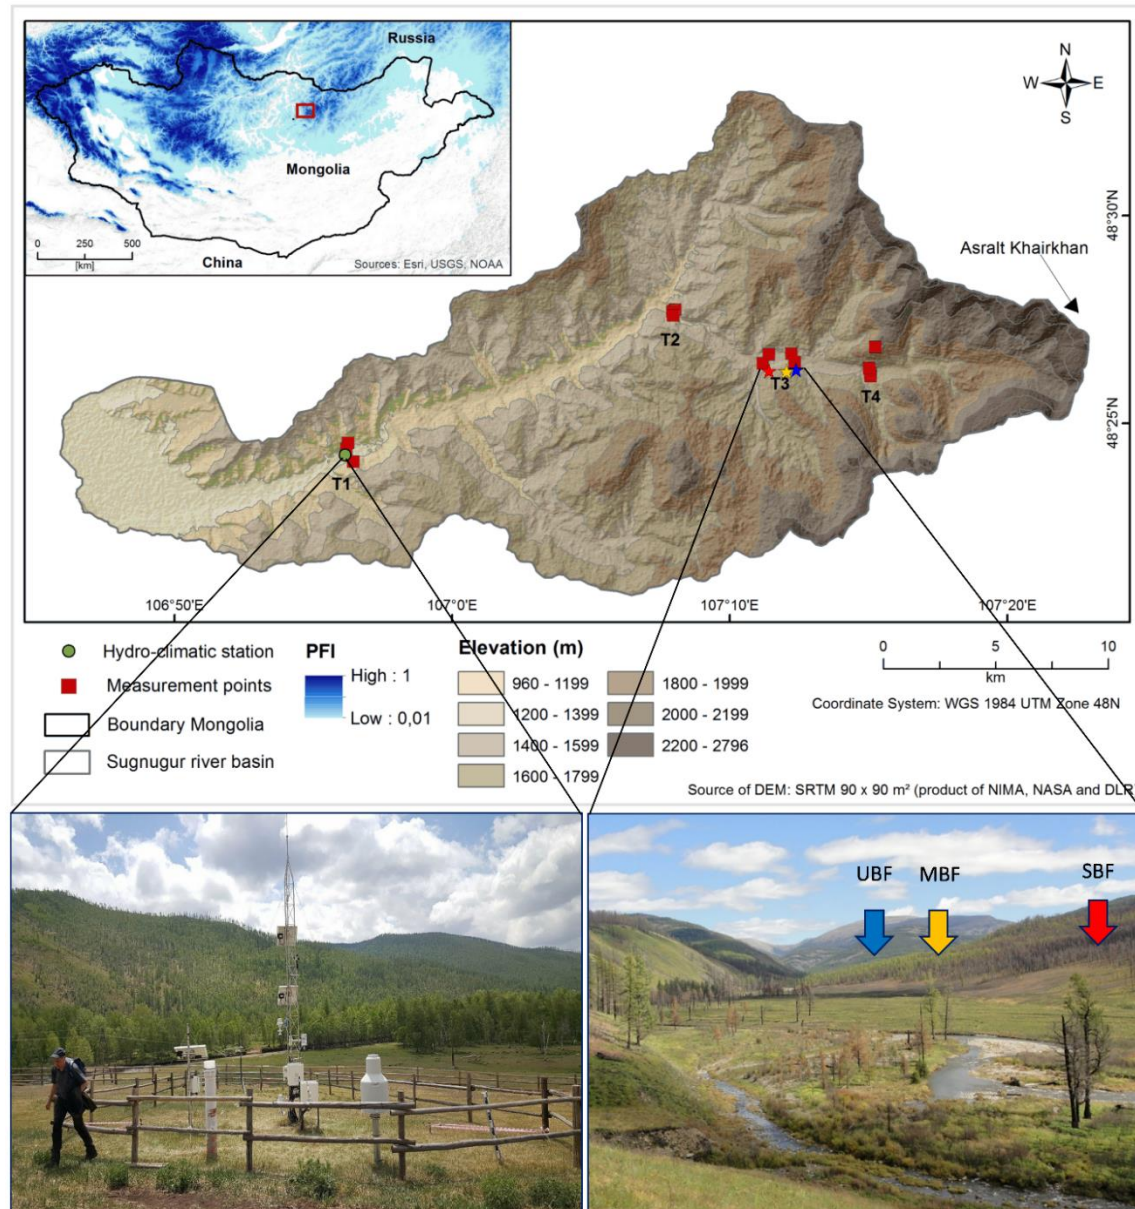 Russia
Mongolia
China
0 250 500
[km]
Sources: Esri, USGS, NOAA
N
W E
S
48°30'N
Asralt Khairkhan
T2
T3
T4
48°25'N
T1
106°50'E 107°0'E 107°10'E 107°20'E
Hydro-climatic station
Measurement points
Boundary Mongolia
Sugnugur river basin
PFI
High : 1
Low : 0,01
Elevation (m)
960 - 1199
1200 - 1399
1400 - 1599
1600 - 1799
1800 - 1999
2000 - 2199
2200 - 2796
0 5 10
km
Coordinate System: WGS 1984 UTM Zone 48N
Source of DEM: SRTM 90 x 90 m² (product of NIMA, NASA and DLR)
UBF MBF SBF